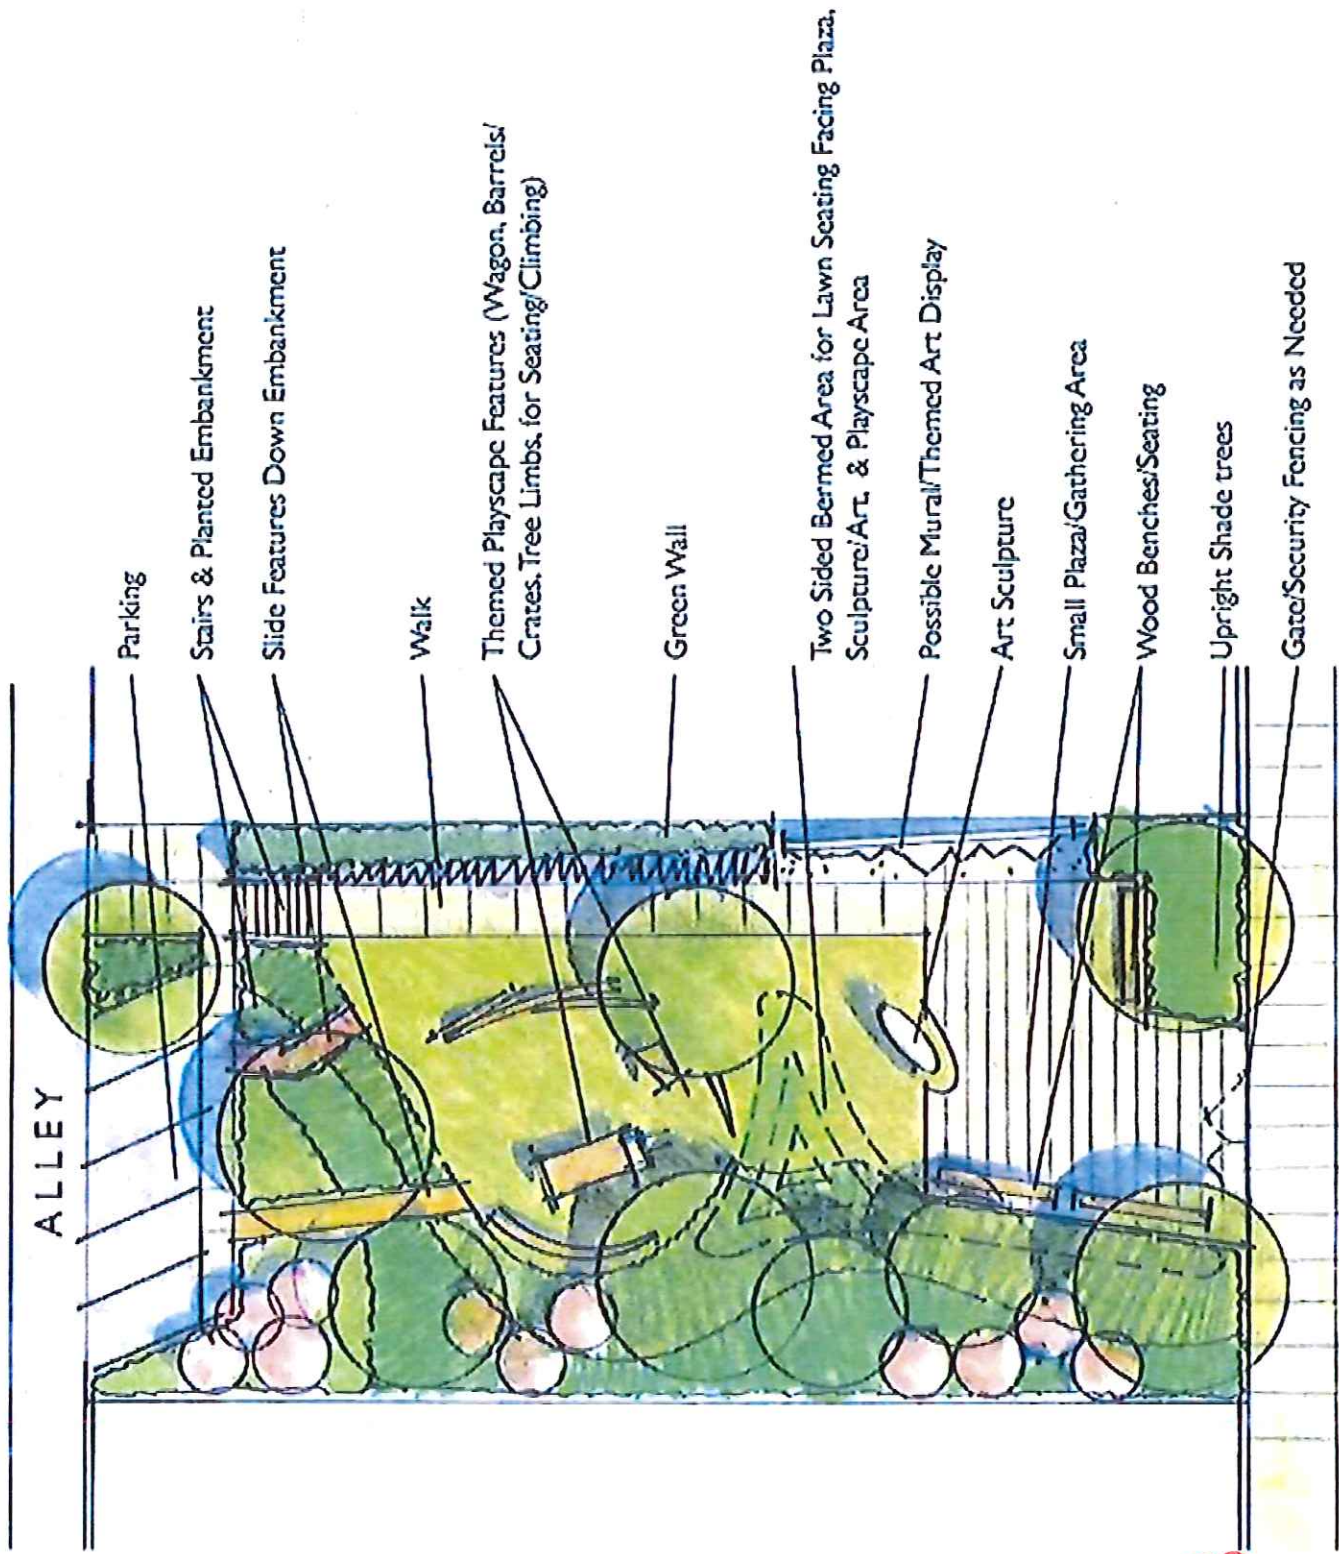 ALLEY
Parking
Stairs & Planted Embankment
Slide Features Down Embankment
Walk
Themed Playscape Features (Wagon, Barrels/
Crates, Tree Limbs, for Seating/Climbing)
Green Wall
Two Sided Bermed Area for Lawn Seating Facing Plaza,
Sculpture/Art, & Playscape Area
Possible Mural/Themed Art Display
Art Sculpture
Small Plaza/Gathering Area
Wood Benches/Seating
Upright Shade trees
Gate/Security Fencing as Needed